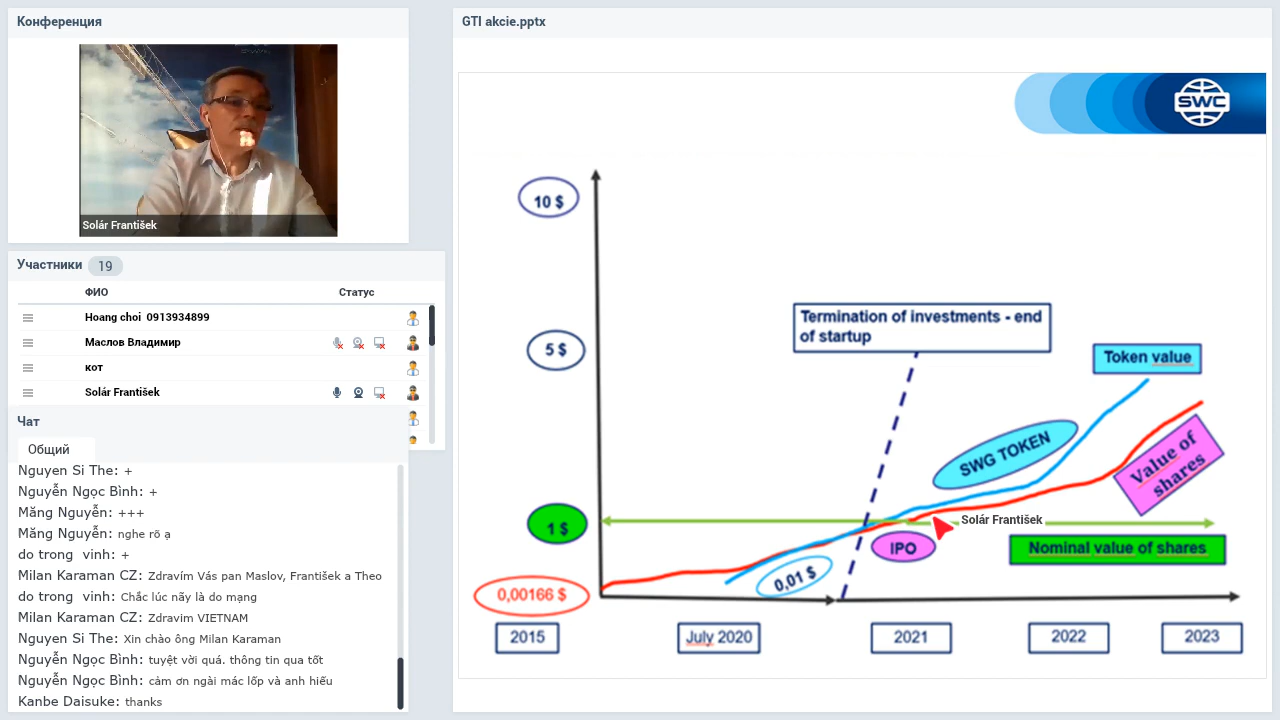 Конференция
Solár František
Участники 19
ФИО Статус
Hoang choi 0913934899
Маслов Владимир
кот
Solár František
Чат
Общий
Nguyen Si The: +
Nguyễn Ngọc Bình: +
Măng Nguyễn: +++
Măng Nguyễn: nghe rõ ạ
do trong vinh: +
Milan Karaman CZ: Zdravím Vás pan Maslov, František a Theo
do trong vinh: Chắc lúc nãy là do mạng
Milan Karaman CZ: Zdravim VIETNAM
Nguyen Si The: Xin chào ông Milan Karaman
Nguyễn Ngọc Bình: tuyệt vời quá. thông tin qua tốt
Nguyễn Ngọc Bình: cảm ơn ngài mác lốp và anh hiếu
Kanbe Daisuke: thanks
GTI akcie.pptx
SWC
10 $
Termination of investments - end
of startup
5 $
Token value
SWG TOKEN
Value of
shares
1 $
Solár František
IPO
Nominal value of shares
0,01 $
0,00166 $
2015
July 2020
2021
2022
2023